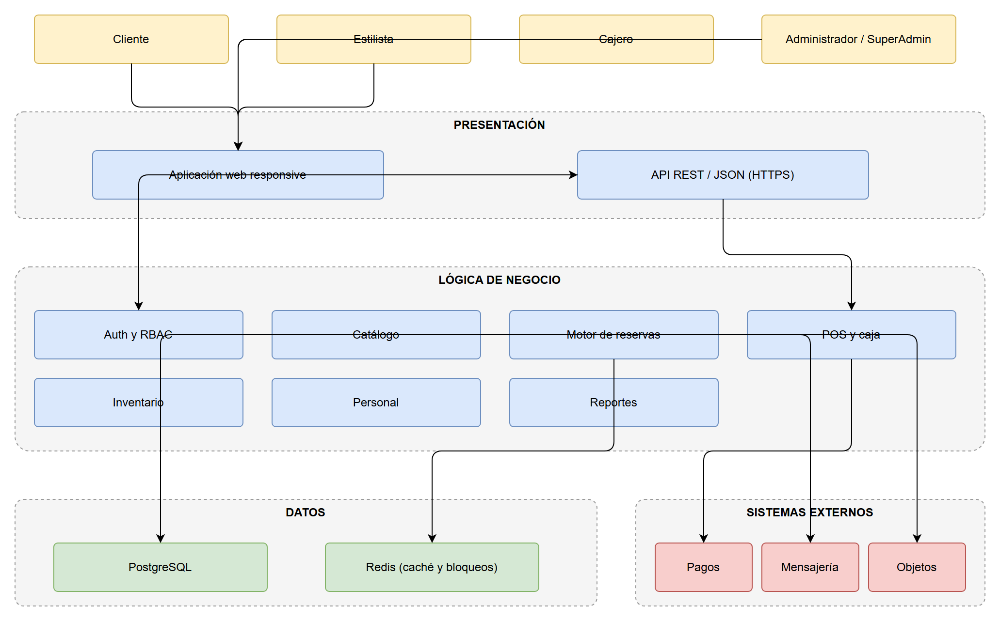 Cliente
Estilista
Cajero
Administrador / SuperAdmin
PRESENTACIÓN
Aplicación web responsive
API REST / JSON (HTTPS)
LÓGICA DE NEGOCIO
Auth y RBAC
Catálogo
Motor de reservas
POS y caja
Inventario
Personal
Reportes
DATOS
SISTEMAS EXTERNOS
PostgreSQL
Redis (caché y bloqueos)
Pagos
Mensajería
Objetos